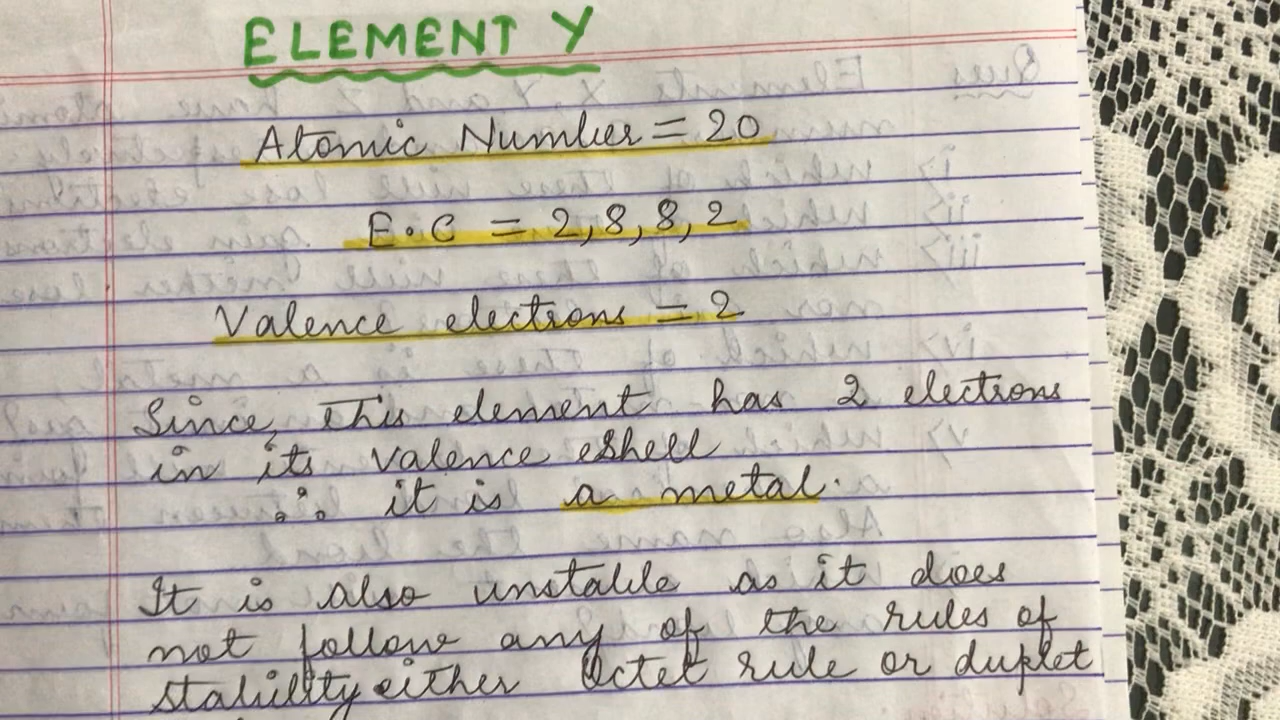 ELEMENT Y
Atomic Number = 20
E.C = 2,8,8,2
Valence electrons = 2
Since, this element has 2 electrons
in its valence shell
∴ it is a metal.
It is also unstable as it does
not follow any of the rules of
stability either Octet rule or duplet